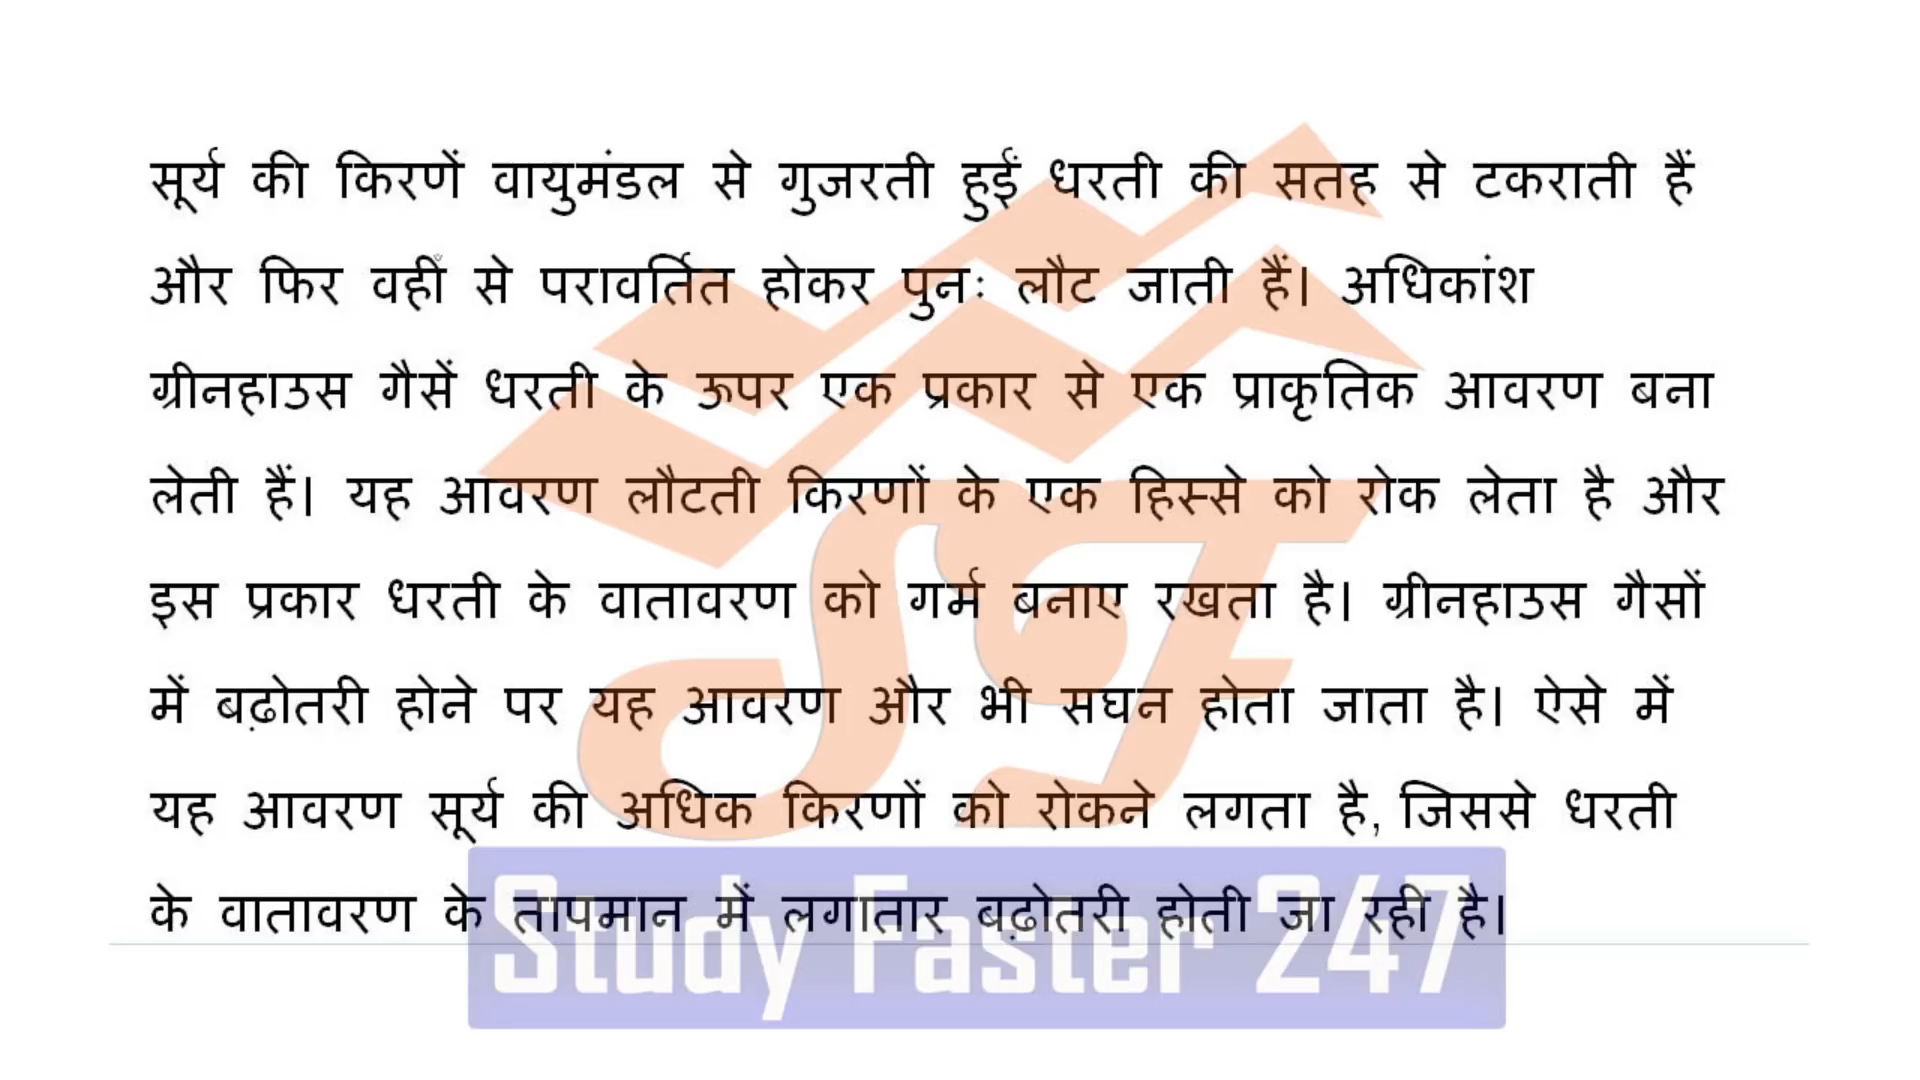 सूर्य की किरणें वायुमंडल से गुजरती हुईं धरती की सतह से टकराती हैं
और फिर वहीं से परावर्तित होकर पुनः लौट जाती हैं। अधिकांश
ग्रीनहाउस गैसें धरती के ऊपर एक प्रकार से एक प्राकृतिक आवरण बना
लेती हैं। यह आवरण लौटती किरणों के एक हिस्से को रोक लेता है और
इस प्रकार धरती के वातावरण को गर्म बनाए रखता है। ग्रीनहाउस गैसों
में बढ़ोतरी होने पर यह आवरण और भी सघन होता जाता है। ऐसे में
यह आवरण सूर्य की अधिक किरणों को रोकने लगता है, जिससे धरती
के वातावरण के तापमान में लगातार बढ़ोतरी होती जा रही है।
Study Faster 247